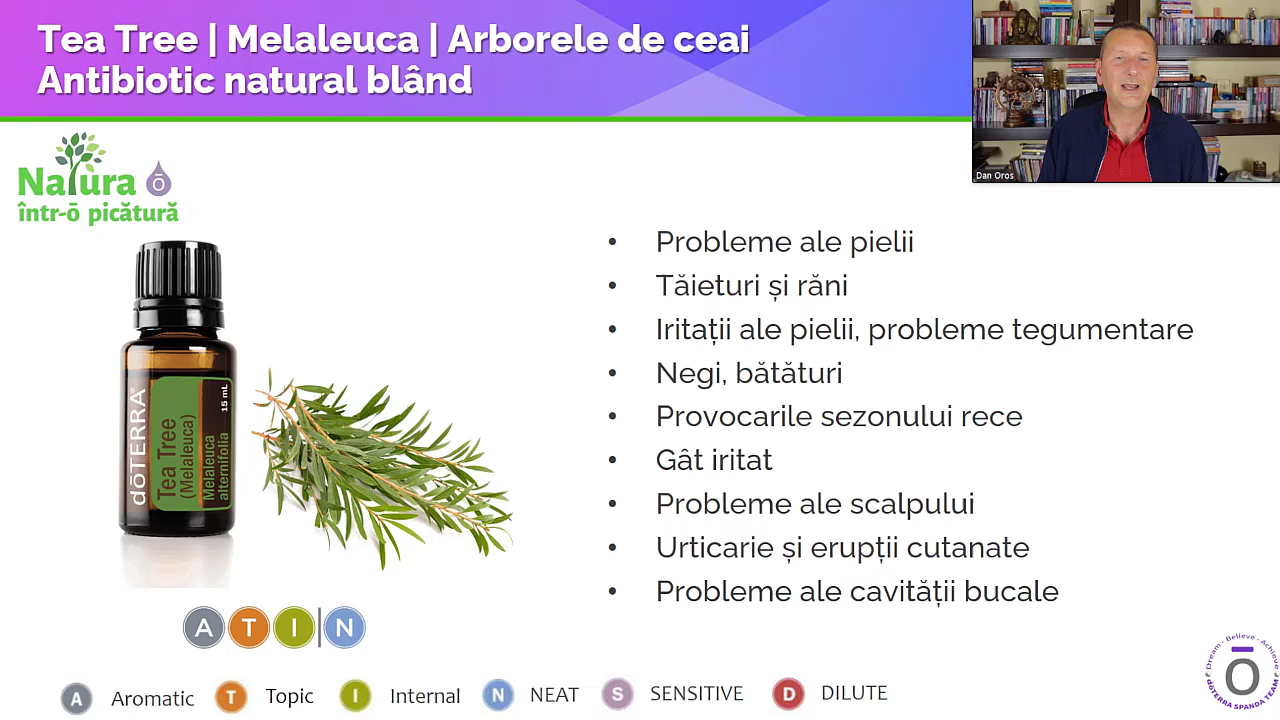 Tea Tree | Melaleuca | Arborele de ceai
Antibiotic natural blând
Dan Oros
Natura ō
într-ō picătură
dōTERRA®
Tea Tree
(Melaleuca)
Melaleuca
alternifolia
15 mL
• Probleme ale pielii
• Tăieturi și răni
• Iritații ale pielii, probleme tegumentare
• Negi, bătături
• Provocarile sezonului rece
• Gât iritat
• Probleme ale scalpului
• Urticarie și erupții cutanate
• Probleme ale cavității bucale
A T I | N
A Aromatic T Topic I Internal N NEAT S SENSITIVE D DILUTE
Dream - Believe - Achieve
ō
dōTERRA SPANDA TEAM